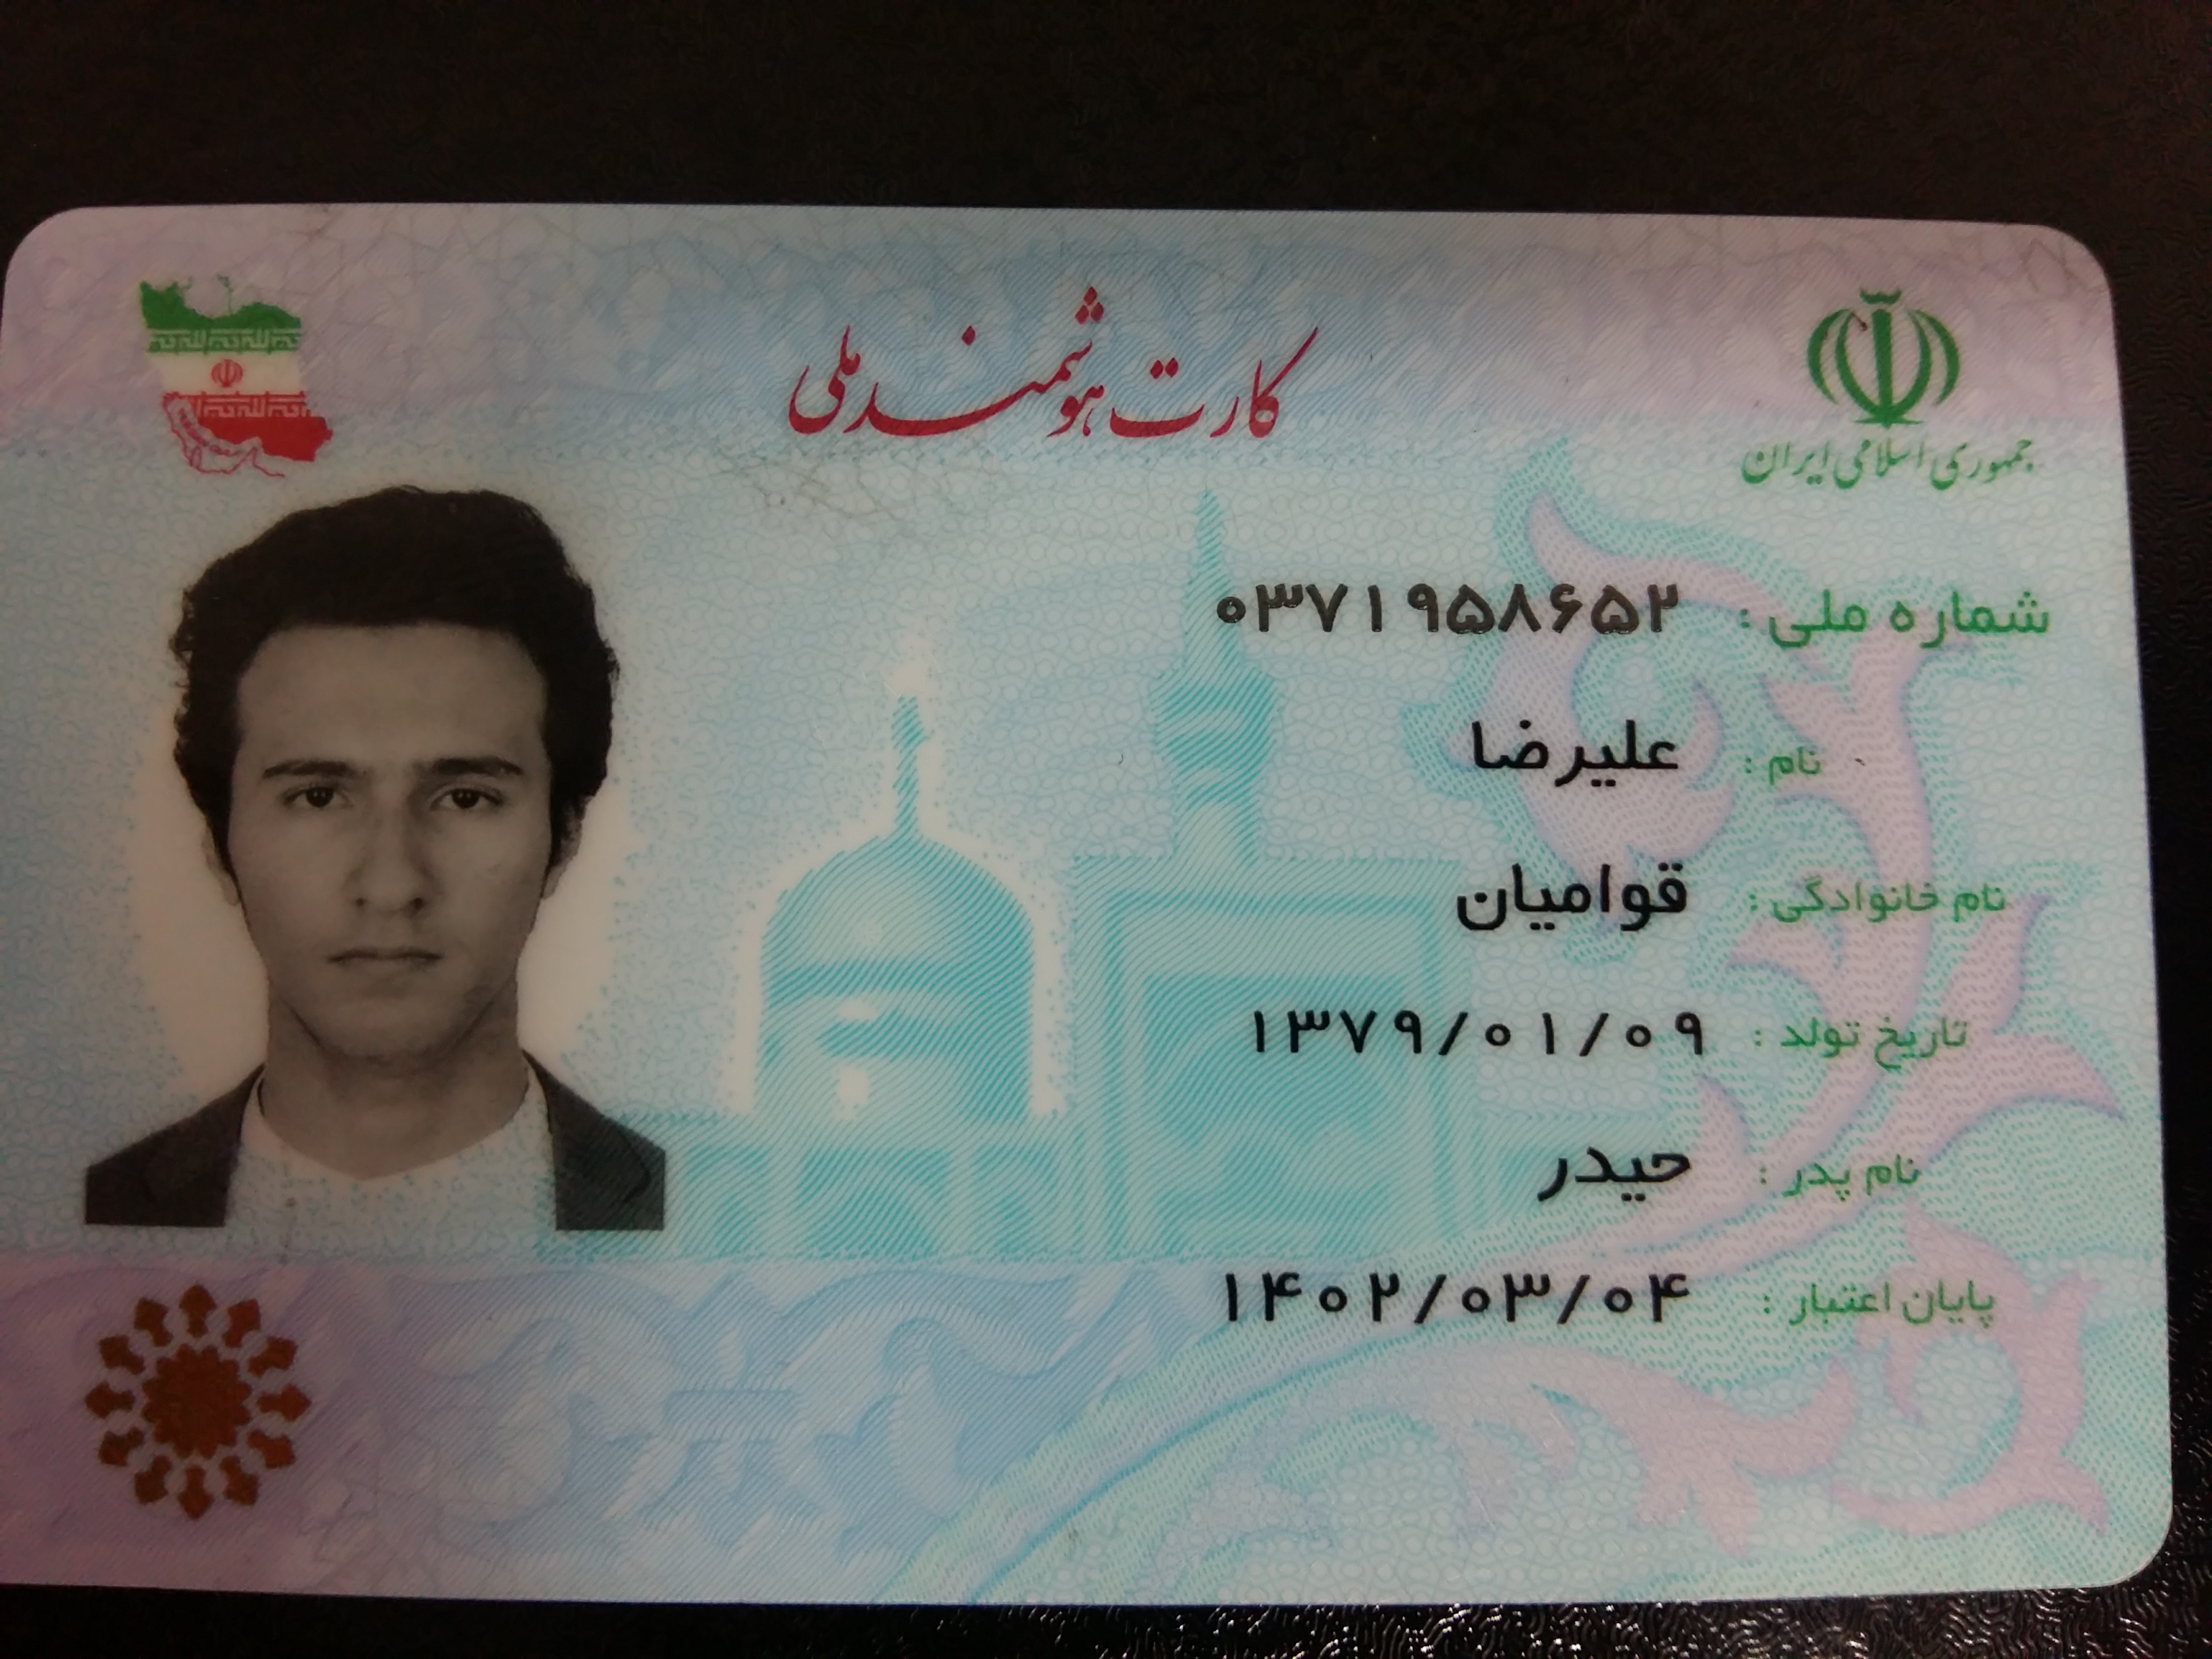 کارت هوشمند ملی
جمهوری اسلامی ایران
شماره ملی : ۰۳۷۱۹۵۸۶۵۲
نام : علیرضا
نام خانوادگی : قوامیان
تاریخ تولد : ۱۳۷۹/۰۱/۰۹
نام پدر : حیدر
پایان اعتبار : ۱۴۰۲/۰۳/۰۴